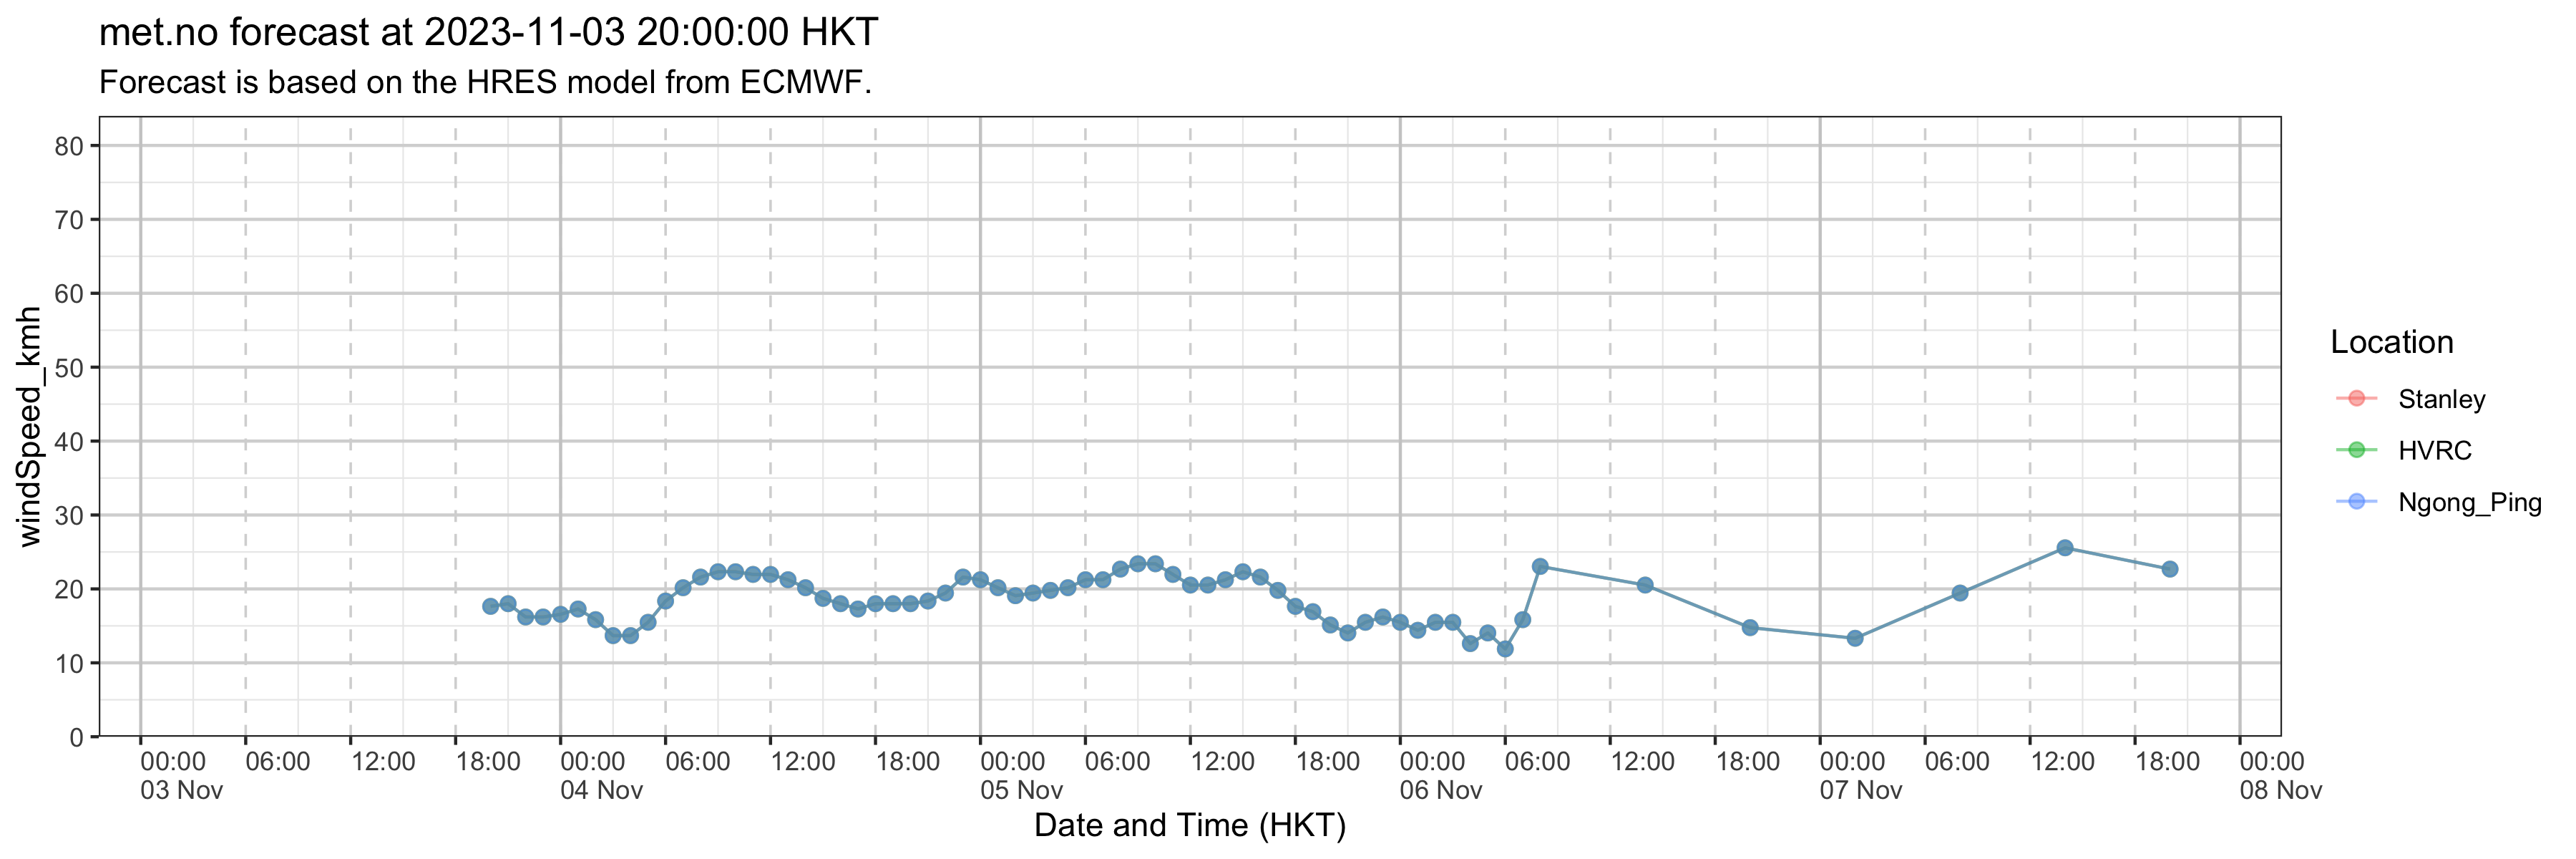 met.no forecast at 2023-11-03 20:00:00 HKT
Forecast is based on the HRES model from ECMWF.
80
70
60
50
40
30
20
10
0
windSpeed_kmh
00:00 06:00 12:00 18:00 00:00 06:00 12:00 18:00 00:00 06:00 12:00 18:00 00:00 06:00 12:00 18:00 00:00 06:00 12:00 18:00 00:00
03 Nov 04 Nov 05 Nov 06 Nov 07 Nov 08 Nov
Date and Time (HKT)
Location
Stanley
HVRC
Ngong_Ping